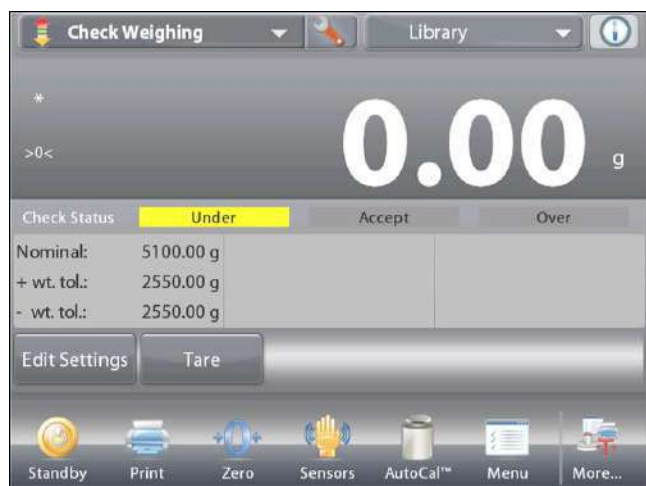 Check Weighing
Library
*
>0<
0.00 g
Check Status Under Accept Over
Nominal: 5100.00 g
+ wt. tol.: 2550.00 g
- wt. tol.: 2550.00 g
Edit Settings Tare
Standby Print Zero Sensors AutoCal™ Menu More...